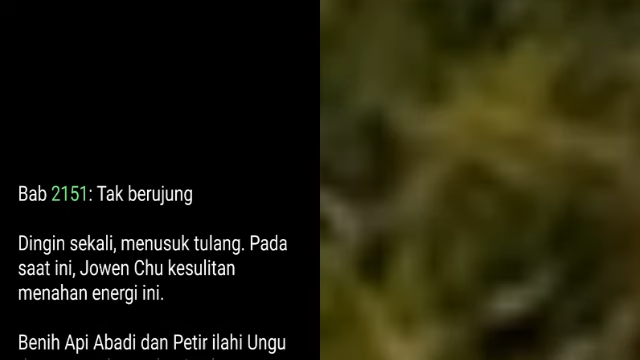 Bab 2151: Tak berujung
Dingin sekali, menusuk tulang. Pada
saat ini, Jowen Chu kesulitan
menahan energi ini.
Benih Api Abadi dan Petir ilahi Ungu